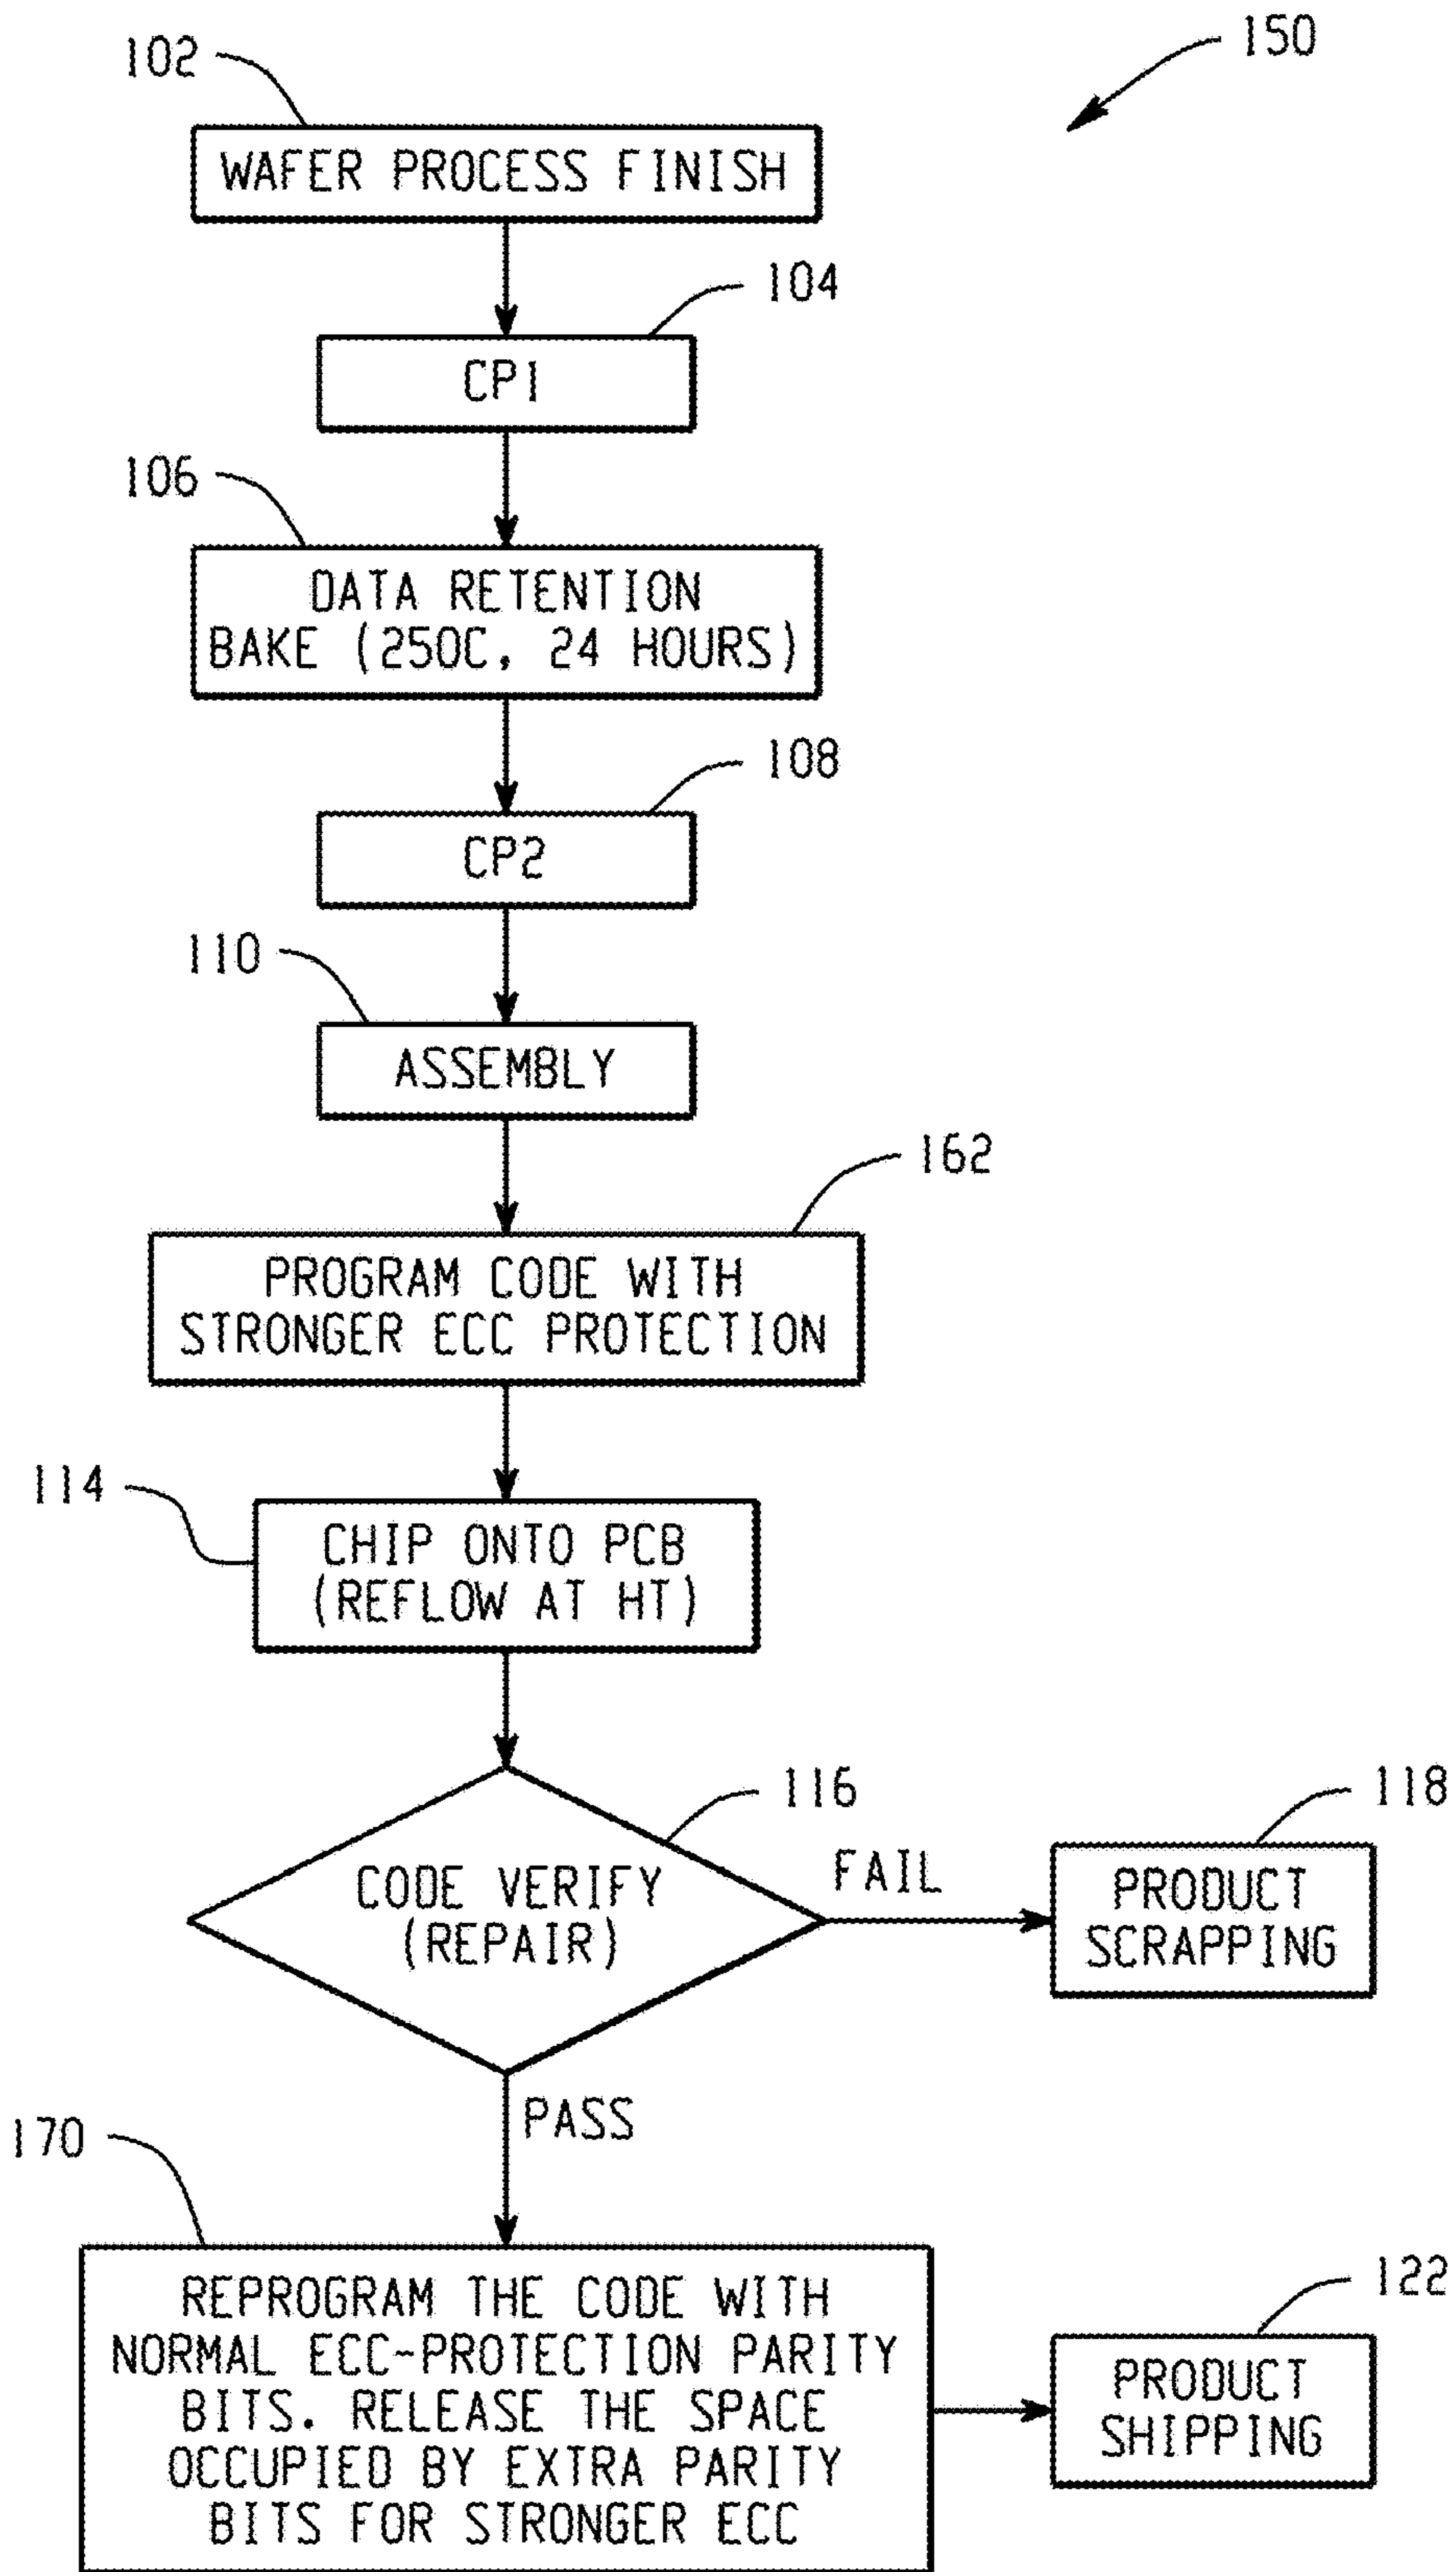 150
102
WAFER PROCESS FINISH
104
CP1
106
DATA RETENTION
BAKE (250C, 24 HOURS)
108
CP2
110
ASSEMBLY
162
PROGRAM CODE WITH
STRONGER ECC PROTECTION
114
CHIP ONTO PCB
(REFLOW AT HT)
116
CODE VERIFY
(REPAIR)
FAIL
118
PRODUCT
SCRAPPING
PASS
170
REPROGRAM THE CODE WITH
NORMAL ECC-PROTECTION PARITY
BITS. RELEASE THE SPACE
OCCUPIED BY EXTRA PARITY
BITS FOR STRONGER ECC
122
PRODUCT
SHIPPING